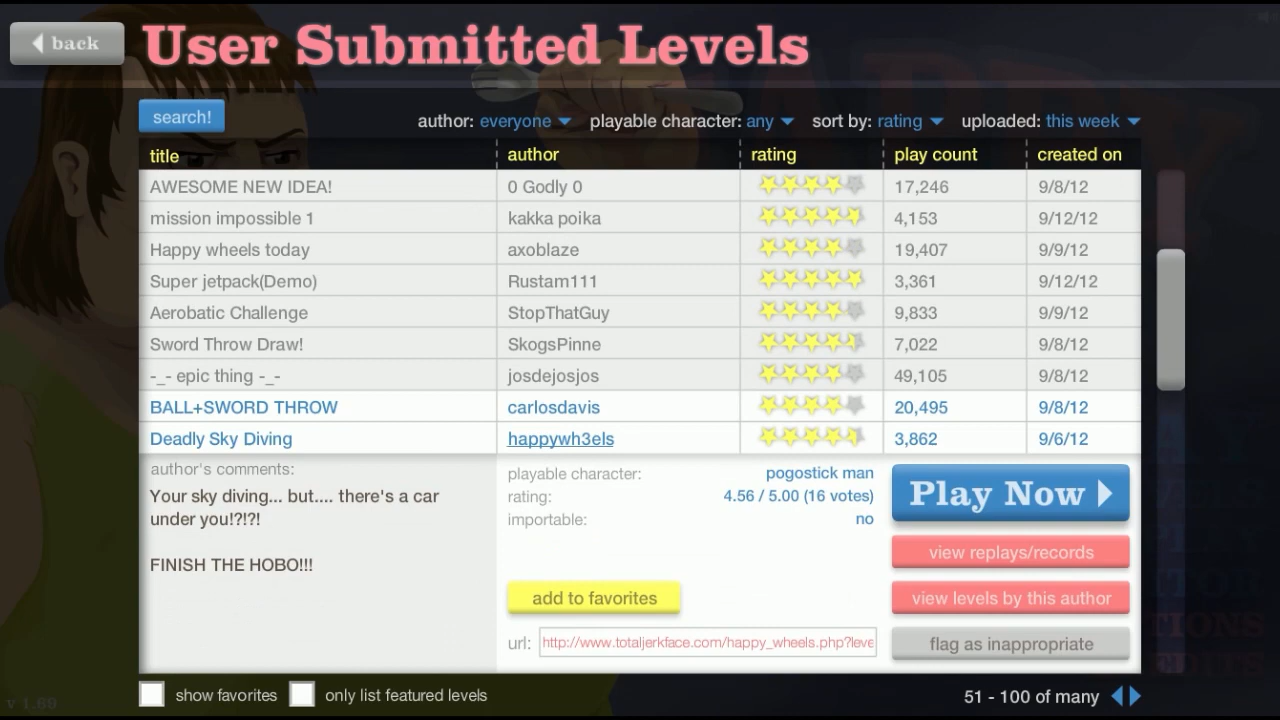 back
User Submitted Levels
search!
author: everyone playable character: any sort by: rating uploaded: this week
title author rating play count created on
AWESOME NEW IDEA! 0 Godly 0 17,246 9/8/12
mission impossible 1 kakka poika 4,153 9/12/12
Happy wheels today axoblaze 19,407 9/9/12
Super jetpack(Demo) Rustam111 3,361 9/12/12
Aerobatic Challenge StopThatGuy 9,833 9/9/12
Sword Throw Draw! SkogsPinne 7,022 9/8/12
-_- epic thing -_- josdejosjos 49,105 9/8/12
BALL+SWORD THROW carlosdavis 20,495 9/8/12
Deadly Sky Diving happywh3els 3,862 9/6/12
author's comments:
Your sky diving... but.... there's a car
under you!?!?!
FINISH THE HOBO!!!
playable character: pogostick man
rating: 4.56 / 5.00 (16 votes)
importable: no
add to favorites
url: http://www.totaljerkface.com/happy_wheels.php?leve
Play Now
view replays/records
view levels by this author
flag as inappropriate
show favorites only list featured levels
51 - 100 of many
v 1.69